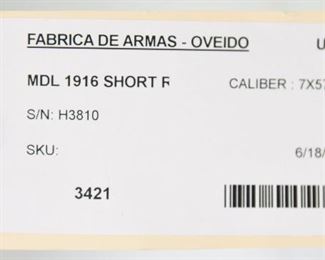 FABRICA DE ARMAS - OVEIDO U
MDL 1916 SHORT R CALIBER : 7X57
S/N: H3810
SKU: 6/18/
3421